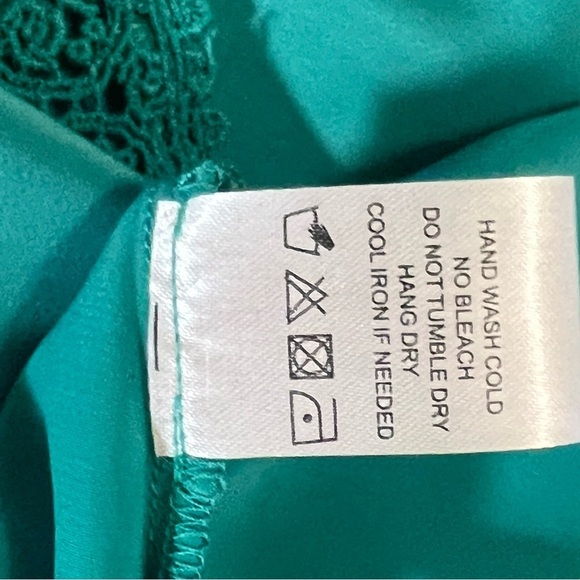 HAND WASH COLD
NO BLEACH
DO NOT TUMBLE DRY
HANG DRY
COOL IRON IF NEEDED